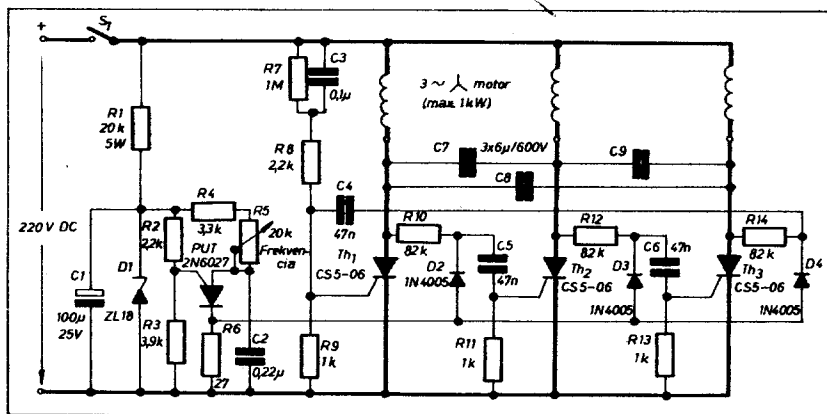 +
S1
220 V DC
R1
20 k
5W
C1
100µ
25V
D1
ZL18
R2
2,2k
R3
3,9k
R4
3,3k
PUT
2N6027
R5
20k
Frekven
cia
R6
27
C2
0,22µ
R7
1M
C3
0,1µ
R8
2,2k
C4
47n
R9
1k
3 ~ motor
(max. 1kW)
C7
3x6µ/600V
C8
C9
Th1
CS5-06
R10
82k
D2
1N4005
C5
47n
R11
1k
Th2
CS5-06
R12
82k
D3
1N4005
C6
47n
R13
1k
Th3
CS5-06
R14
82k
D4
1N4005